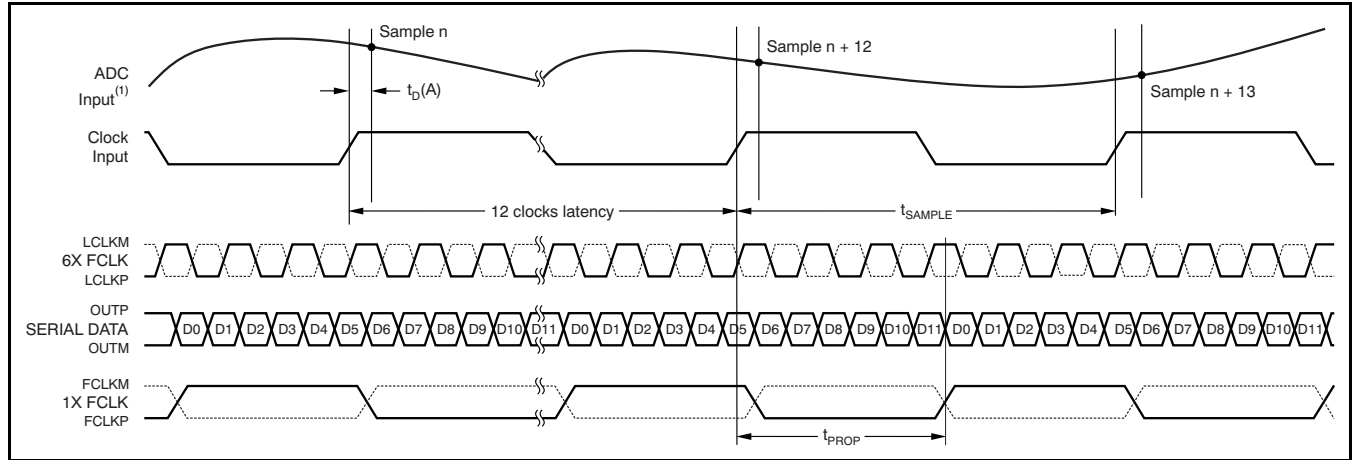 Sample n
Sample n + 12
Sample n + 13
ADC
Input(1)
tD(A)
Clock
Input
12 clocks latency
tSAMPLE
LCLKM
6X FCLK
LCLKP
OUTP
SERIAL DATA
OUTM
D0 D1 D2 D3 D4 D5 D6 D7 D8 D9 D10 D11 D0 D1 D2 D3 D4 D5 D6 D7 D8 D9 D10 D11 D0 D1 D2 D3 D4 D5 D6 D7 D8 D9 D10 D11
FCLKM
1X FCLK
FCLKP
tPROP